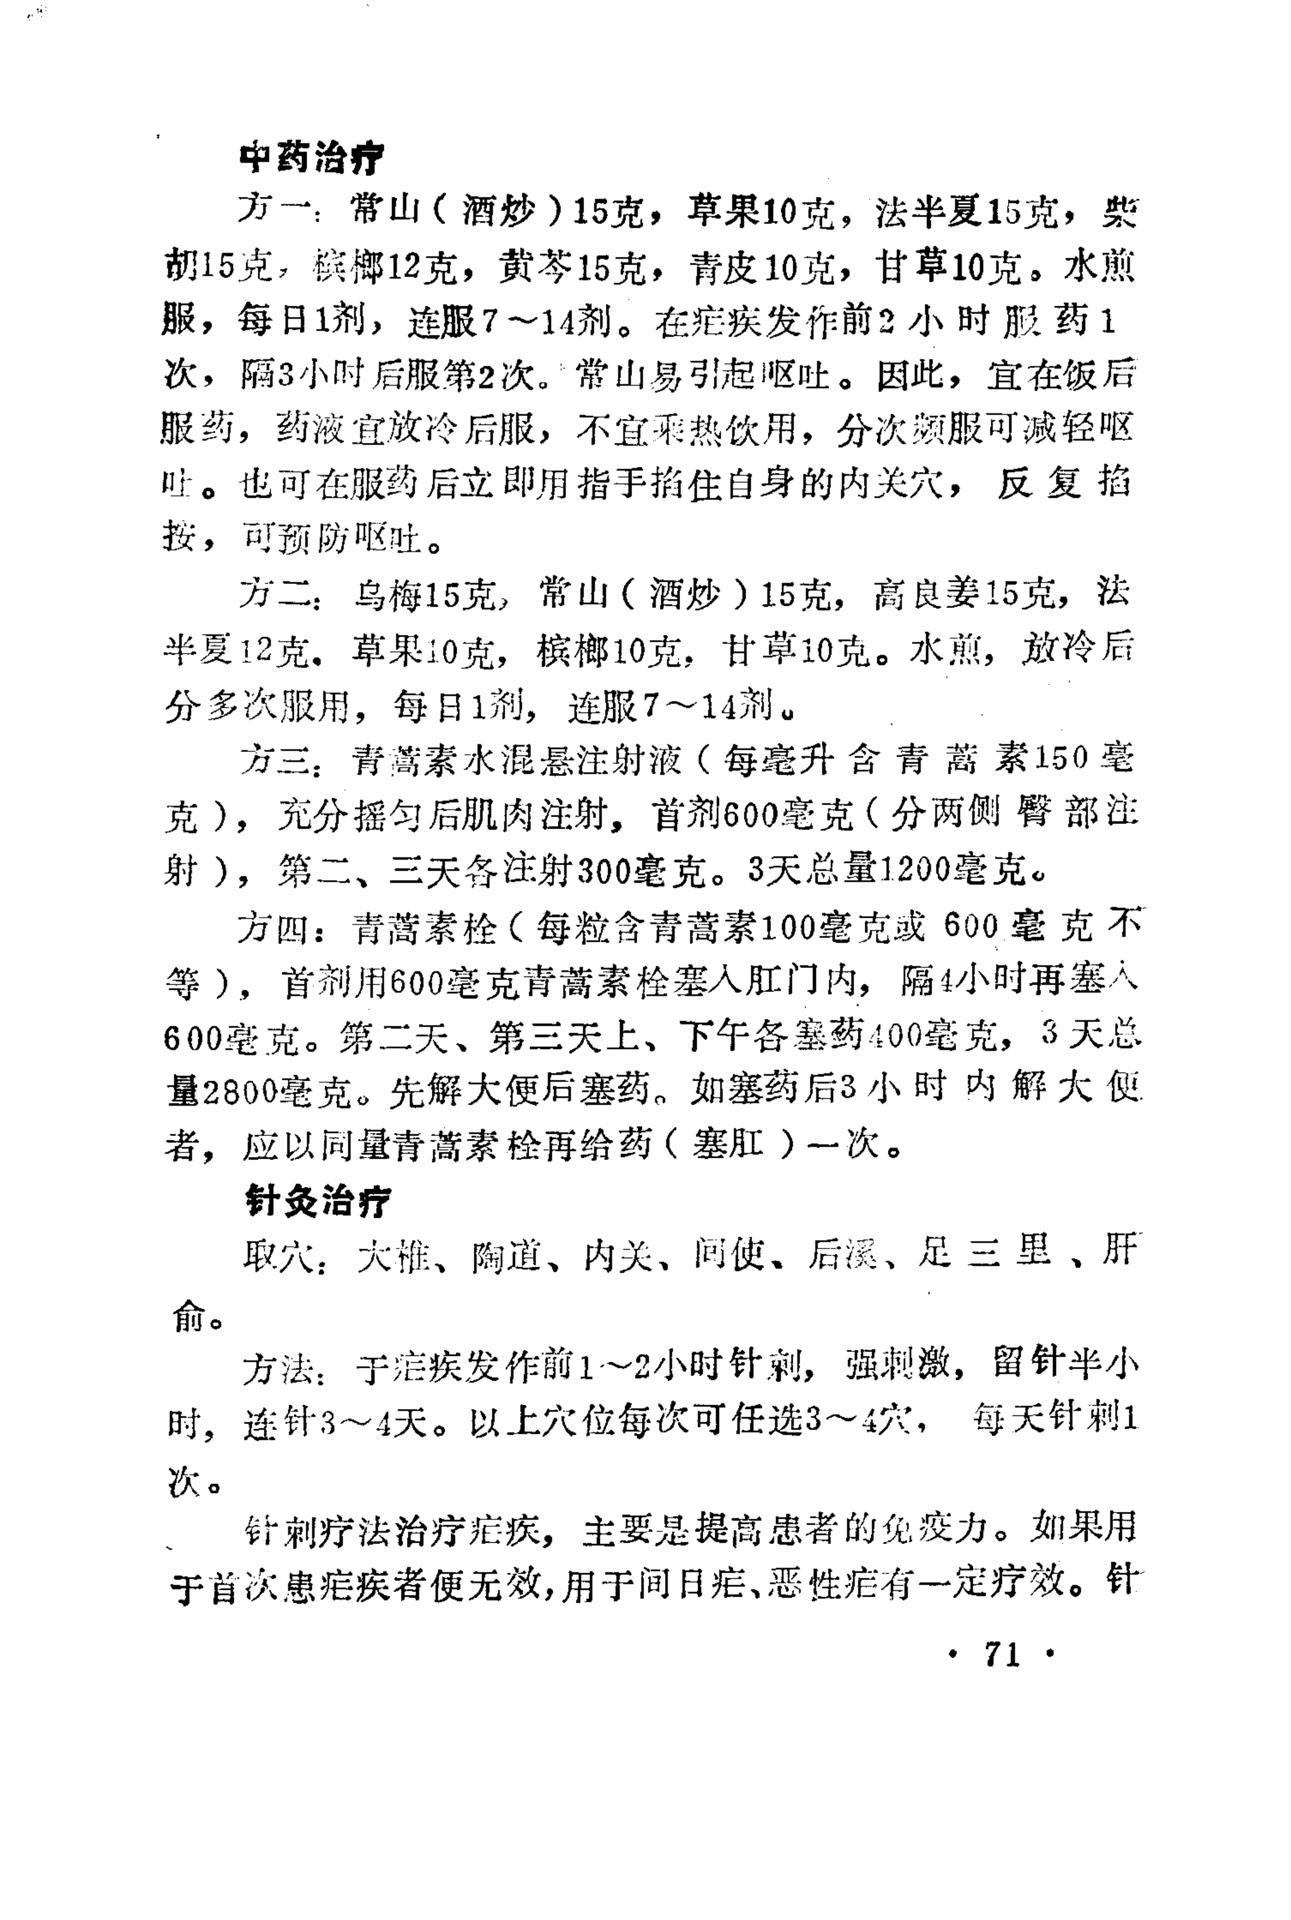 中药治疗
方一：常山（酒炒）15克，草果10克，法半夏15克，柴
胡15克，槟榔12克，黄芩15克，青皮10克，甘草10克。水煎
服，每日1剂，连服7～14剂。在疟疾发作前2小时服药1
次，隔3小时后服第2次。常山易引起呕吐。因此，宜在饭后
服药，药液宜放冷后服，不宜乘热饮用，分次频服可减轻呕
吐。也可在服药后立即用指手掐住自身的内关穴，反复掐
按，可预防呕吐。
方二：乌梅15克，常山（酒炒）15克，高良姜15克，法
半夏12克．草果10克，槟榔10克，甘草10克。水煎，放冷后
分多次服用，每日1剂，连服7～14剂。
方三：青蒿素水混悬注射液（每毫升含青蒿素150毫
克），充分摇匀后肌肉注射，首剂600毫克（分两侧臀部注
射），第二、三天各注射300毫克。3天总量1200毫克。
方四：青蒿素栓（每粒含青蒿素100毫克或600毫克不
等），首剂用600毫克青蒿素栓塞入肛门内，隔4小时再塞入
600毫克。第二天、第三天上、下午各塞药400毫克，3天总
量2800毫克。先解大便后塞药。如塞药后3小时内解大便
者，应以同量青蒿素栓再给药（塞肛）一次。
针灸治疗
取穴：大椎、陶道、内关、间使、后溪、足三里、肝
俞。
方法：于疟疾发作前1～2小时针刺，强刺激，留针半小
时，连针3～4天。以上穴位每次可任选3～4穴，每天针刺1
次。
针刺疗法治疗疟疾，主要是提高患者的免疫力。如果用
于首次患疟疾者便无效，用于间日疟、恶性疟有一定疗效。针
· 71 ·